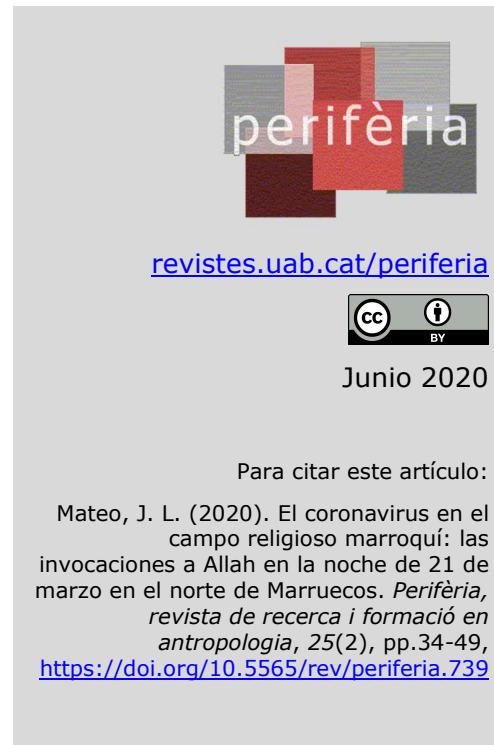 perifèria
revistes.uab.cat/periferia
cc
BY
Junio 2020
Para citar este artículo:
Mateo, J. L. (2020). El coronavirus en el
campo religioso marroquí: las
invocaciones a Allah en la noche de 21 de
marzo en el norte de Marruecos. Perifèria,
revista de recerca i formació en
antropologia, 25(2), pp.34-49,
https://doi.org/10.5565/rev/periferia.739